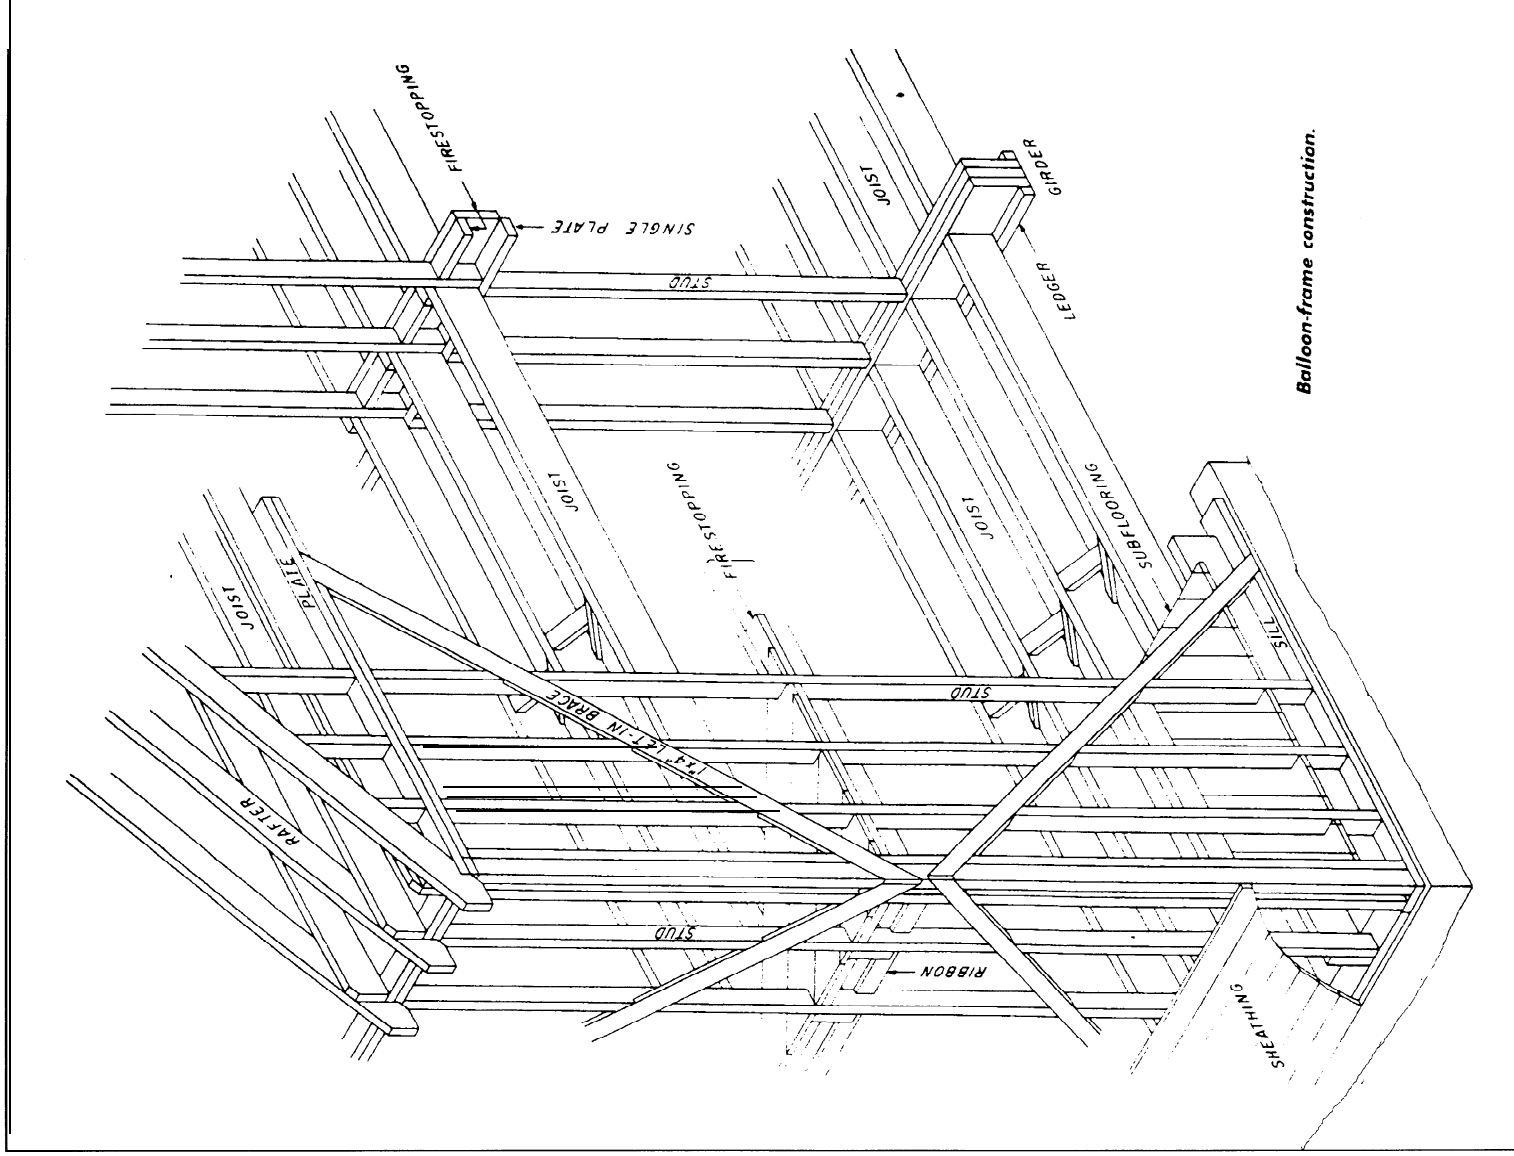 FIRESTOPPING
SINGLE PLATE
STUD
JOIST
GIRDER
LEDGER
JOIST
FIRESTOPPING
JOIST
SUBFLOORING
PLATE
JOIST
RAFTER
1"x4" LET-IN BRACE
STUD
SILL
STUD
RIBBON
SHEATHING
Balloon-frame construction.